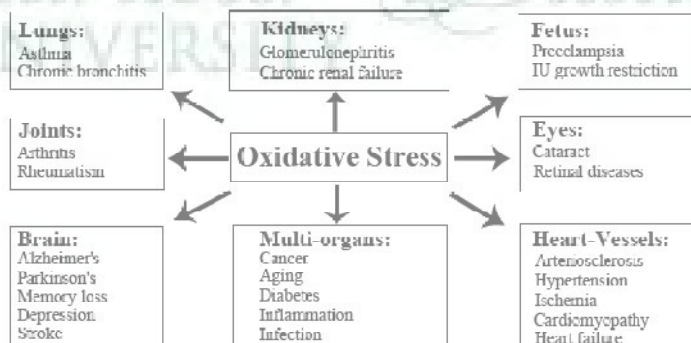 Lungs:
Asthma
Chronic bronchitis
Kidneys:
Glomerulonephritis
Chronic renal failure
Fetus:
Preeclampsia
IU growth restriction
Joints:
Arthritis
Rheumatism
Oxidative Stress
Eyes:
Cataract
Retinal diseases
Brain:
Alzheimer's
Parkinson's
Memory loss
Depression
Stroke
Multi-organs:
Cancer
Aging
Diabetes
Inflammation
Infection
Heart-Vessels:
Arteriosclerosis
Hypertension
Ischemia
Cardiomyopathy
Heart failure